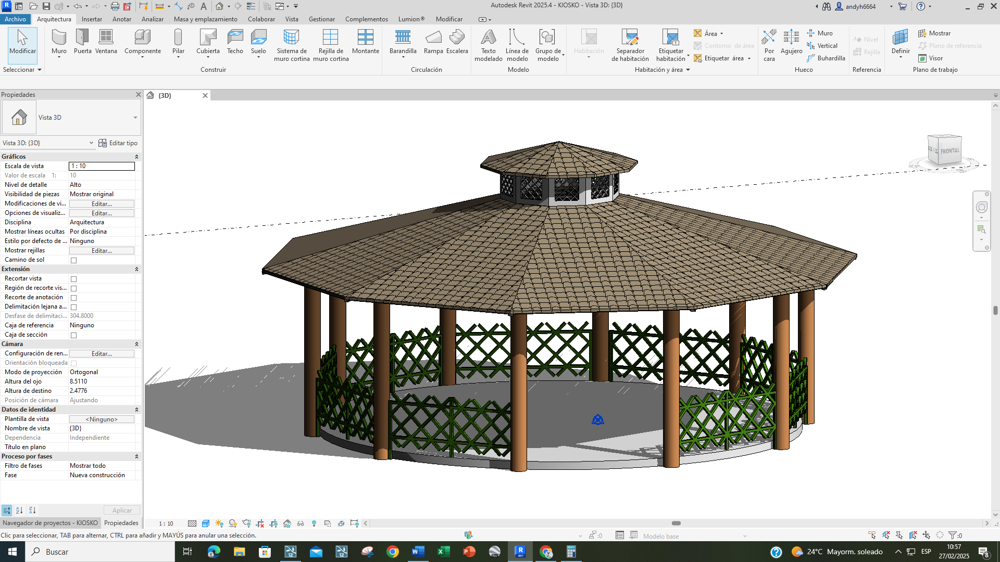 Autodesk Revit 2025.4 - KIOSKO - Vista 3D: {3D}
andyh6664
Archivo Arquitectura Insertar Anotar Analizar Masa y emplazamiento Colaborar Vista Gestionar Complementos Lumion® Modificar
Modificar
Muro Puerta Ventana Componente Pilar Cubierta Techo Suelo
Sistema de muro cortina
Rejilla de muro cortina
Montante
Barandilla Rampa Escalera
Texto modelado
Línea de modelo
Grupo de modelo
Habitación
Separador de habitación
Etiquetar habitación
Área
Contorno de área
Etiquetar área
Por cara
Agujero
Muro
Vertical
Buhardilla
Nivel
Rejilla
Definir
Mostrar
Plano de referencia
Visor
Seleccionar Construir Circulación Modelo Habitación y área Hueco Referencia Plano de trabajo
Propiedades
{3D}
Vista 3D
Vista 3D: {3D} Editar tipo
Gráficos
Escala de vista 1 : 10
Valor de escala 1: 10
Nivel de detalle Alto
Visibilidad de piezas Mostrar original
Modificaciones de vi... Editar...
Opciones de visualiz... Editar...
Disciplina Arquitectura
Mostrar líneas ocultas Por disciplina
Estilo por defecto de ... Ninguno
Mostrar rejillas Editar...
Camino de sol
Extensión
Recortar vista
Región de recorte vis...
Recorte de anotación
Delimitación lejana a...
Desfase de delimitaci... 304.8000
Caja de referencia Ninguno
Caja de sección
Cámara
Configuración de ren... Editar...
Orientación bloqueada
Modo de proyección Ortogonal
Altura del ojo 8.5110
Altura de destino 2.4776
Posición de cámara Ajustando
Datos de identidad
Plantilla de vista <Ninguno>
Nombre de vista {3D}
Dependencia Independiente
Título en plano
Proceso por fases
Filtro de fases Mostrar todo
Fase Nueva construcción
Aplicar
Navegador de proyectos - KIOSKO Propiedades
FRONTAL
1 : 10
Clic para seleccionar, TAB para alternar, CTRL para añadir y MAYÚS para anular una selección.
:0
Modelo base
:0
Buscar
24°C Mayorm. soleado
ESP
10:57
27/02/2025
8